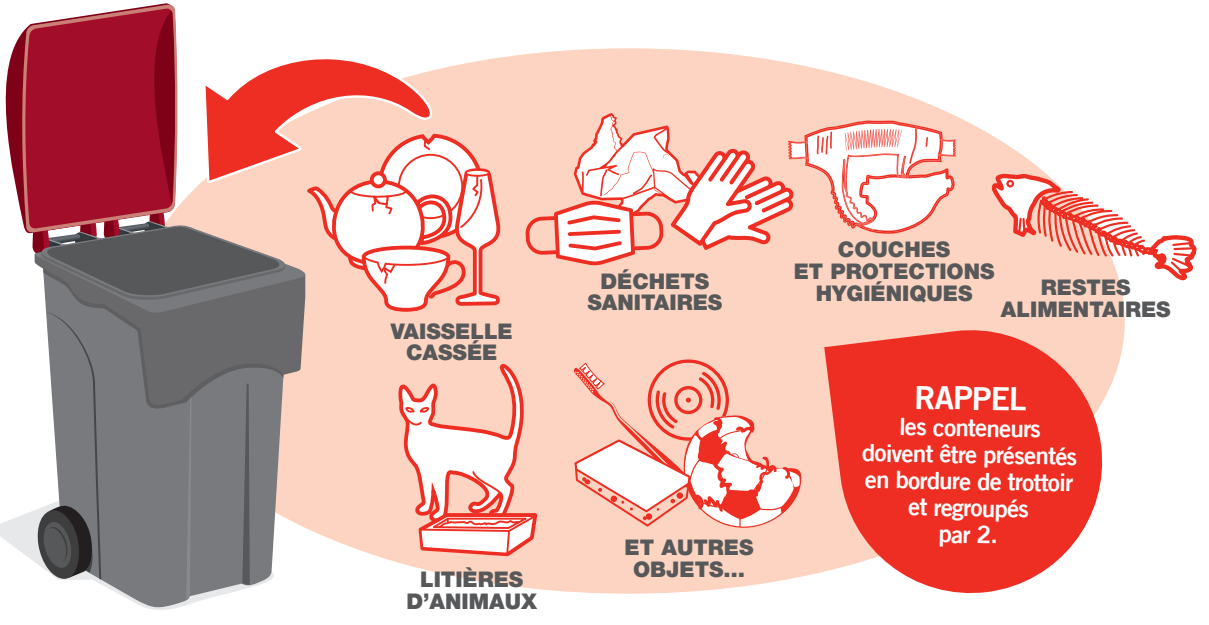 VAISSELLE
CASSÉE
DÉCHETS
SANITAIRES
COUCHES
ET PROTECTIONS
HYGIÉNIQUES
RESTES
ALIMENTAIRES
LITIÈRES
D'ANIMAUX
ET AUTRES
OBJETS...
RAPPEL
les conteneurs
doivent être présentés
en bordure de trottoir
et regroupés
par 2.